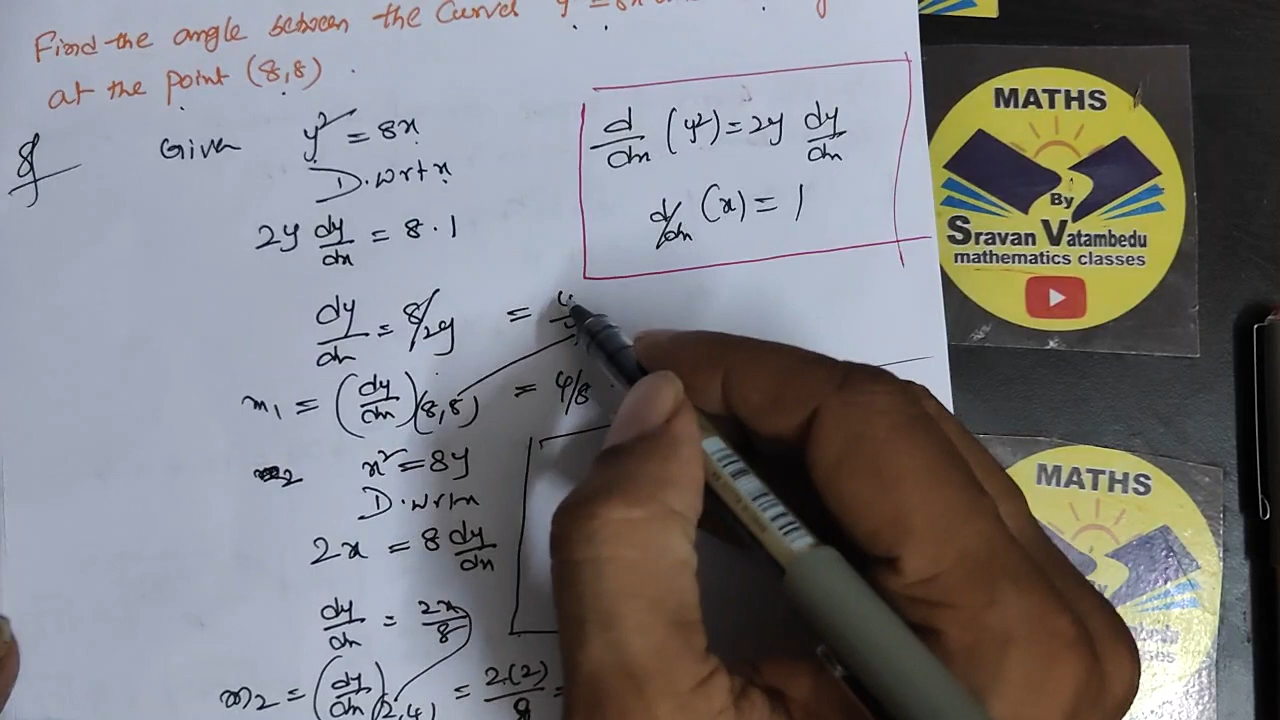 Find the angle between the Curves y² = 8x
at the point (8,8).
Given y² = 8x
D.w.r.t x
2y dy/dx = 8.1
dy/dx = 8/2y =
m₁ = (dy/dx)(8,8) = 4/8
x² = 8y
D.w.r.t x
2x = 8 dy/dx
dy/dx = 2x/8
m₂ = (dy/dx)(2,4) = 2.(2)/8 =
d/dx (y²) = 2y dy/dx
d/dx (x) = 1
MATHS
By
Sravan Vatambedu
mathematics classes
MATHS